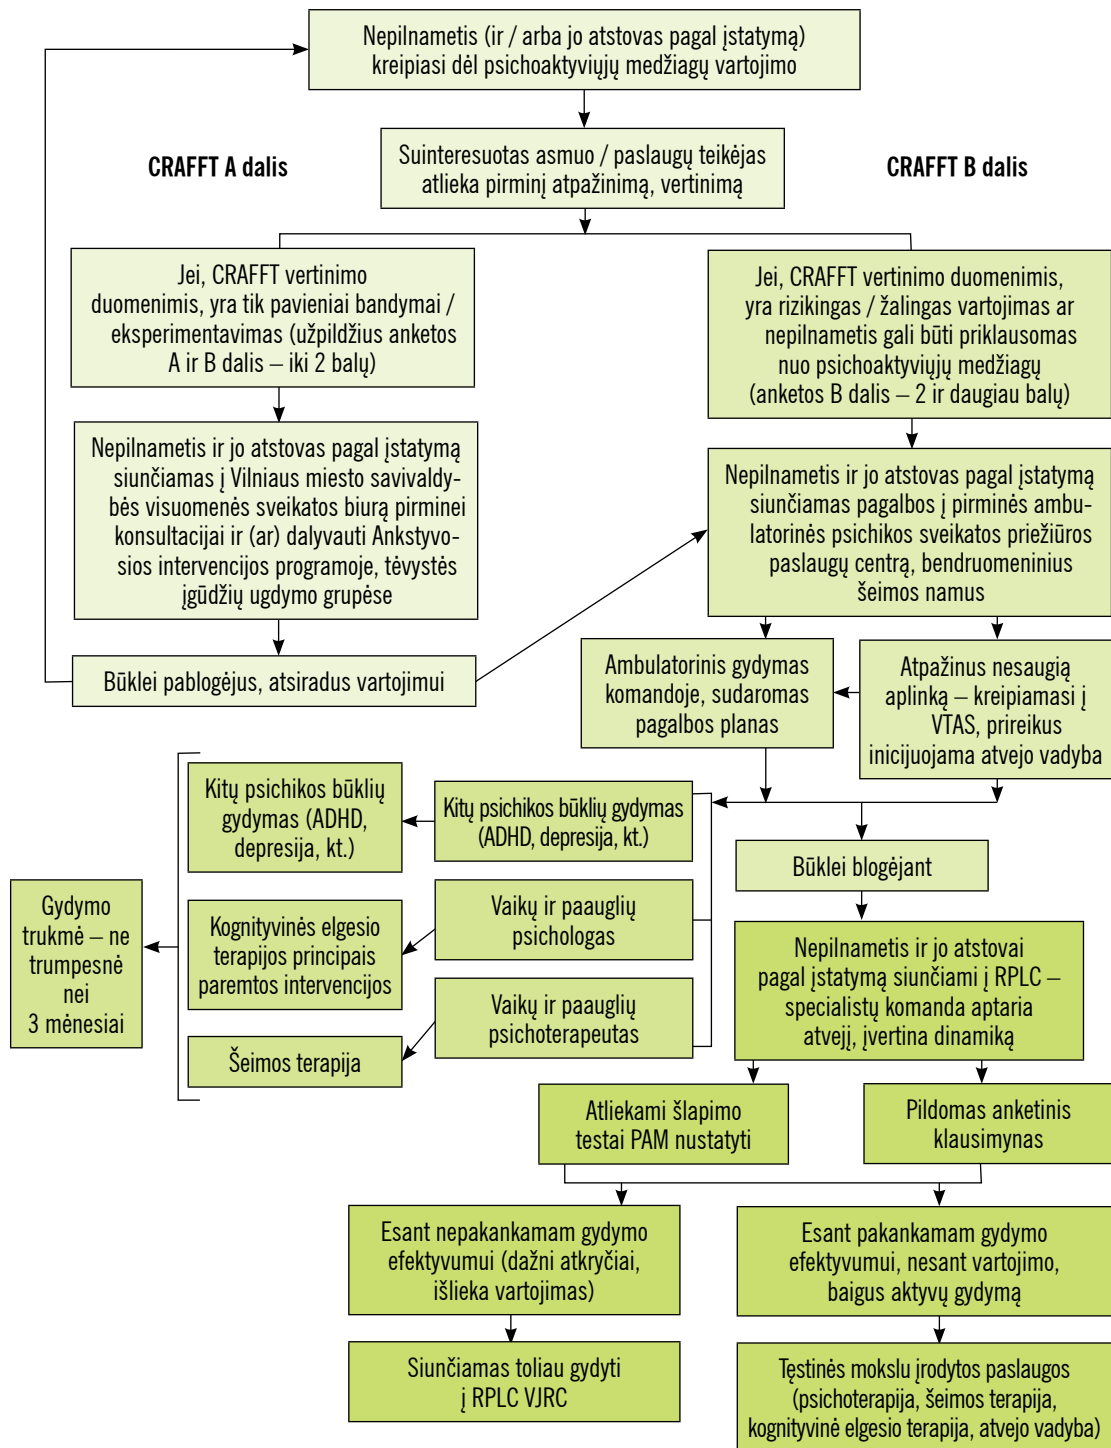 Nepilnametis (ir / arba jo atstovas pagal įstatymą)
kreipiasi dėl psichoaktyviųjų medžiagų vartojimo
Suinteresuotas asmuo / paslaugų teikėjas
atlieka pirminį atpažinimą, vertinimą
CRAFFT A dalis
CRAFFT B dalis
Jei, CRAFFT vertinimo
duomenimis, yra tik pavieniai bandymai /
eksperimentavimas (užpildžius anketos
A ir B dalis – iki 2 balų)
Jei, CRAFFT vertinimo duomenimis,
yra rizikingas / žalingas vartojimas ar
nepilnametis gali būti priklausomas
nuo psichoaktyviųjų medžiagų
(anketos B dalis – 2 ir daugiau balų)
Nepilnametis ir jo atstovas pagal įstatymą
siunčiamas į Vilniaus miesto savivaldy-
bės visuomenės sveikatos biurą pirminei
konsultacijai ir (ar) dalyvauti Ankstyvo-
sios intervencijos programoje, tėvystės
įgūdžių ugdymo grupėse
Nepilnametis ir jo atstovas pagal įstatymą
siunčiamas pagalbos į pirminės ambu-
latorinės psichikos sveikatos priežiūros
paslaugų centrą, bendruomeninius
šeimos namus
Būklei pablogėjus, atsiradus vartojimui
Ambulatorinis gydymas
komandoje, sudaromas
pagalbos planas
Atpažinus nesaugią
aplinką – kreipiamasi į
VTAS, prireikus
inicijuojama atvejo vadyba
Kitų psichikos būklių
gydymas (ADHD,
depresija, kt.)
Kitų psichikos būklių gydymas
(ADHD, depresija, kt.)
Būklei blogėjant
Gydymo
trukmė – ne
trumpesnė
nei
3 mėnesiai
Kognityvinės elgesio
terapijos principais
paremtos intervencijos
Vaikų ir paauglių
psichologas
Nepilnametis ir jo atstovai
pagal įstatymą siunčiami į RPLC –
specialistų komanda aptaria
atvejį, įvertina dinamiką
Šeimos terapija
Vaikų ir paauglių
psichoterapeutas
Atliekami šlapimo
testai PAM nustatyti
Pildomas anketinis
klausimynas
Esant nepakankamam gydymo
efektyvumui (dažni atkryčiai,
išlieka vartojimas)
Esant pakankamam gydymo
efektyvumui, nesant vartojimo,
baigus aktyvų gydymą
Siunčiamas toliau gydyti
į RPLC VJRC
Tęstinės mokslu įrodytos paslaugos
(psichoterapija, šeimos terapija,
kognityvinė elgesio terapija, atvejo vadyba)